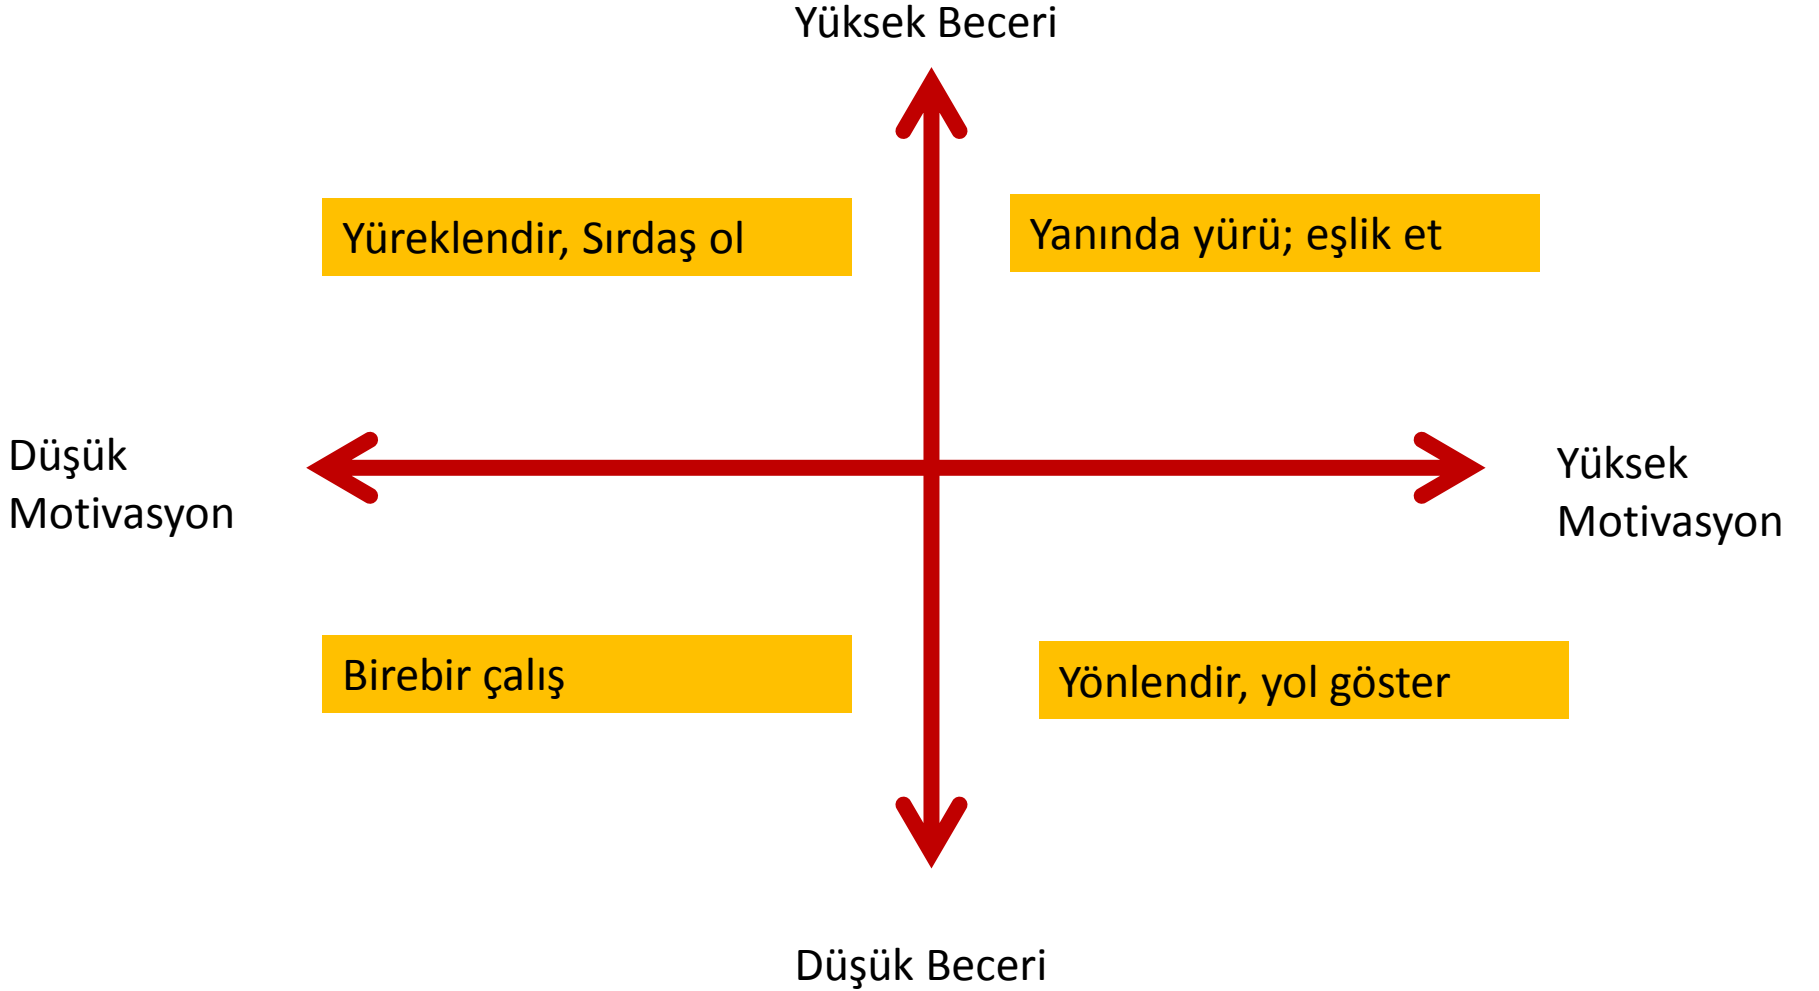 Yüksek Beceri
Yüreklendir, Sırdaş ol
Yanında yürü; eşlik et
Düşük
Motivasyon
Yüksek
Motivasyon
Birebir çalış
Yönlendir, yol göster
Düşük Beceri